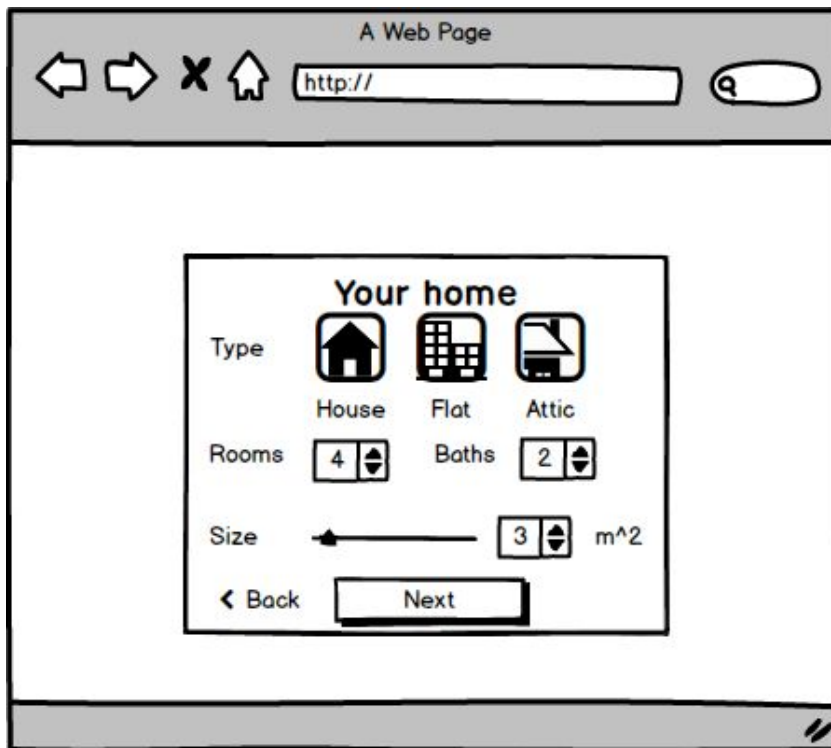 A Web Page
http://
Your home
Type
House Flat Attic
Rooms 4 Baths 2
Size 3 m^2
< Back Next